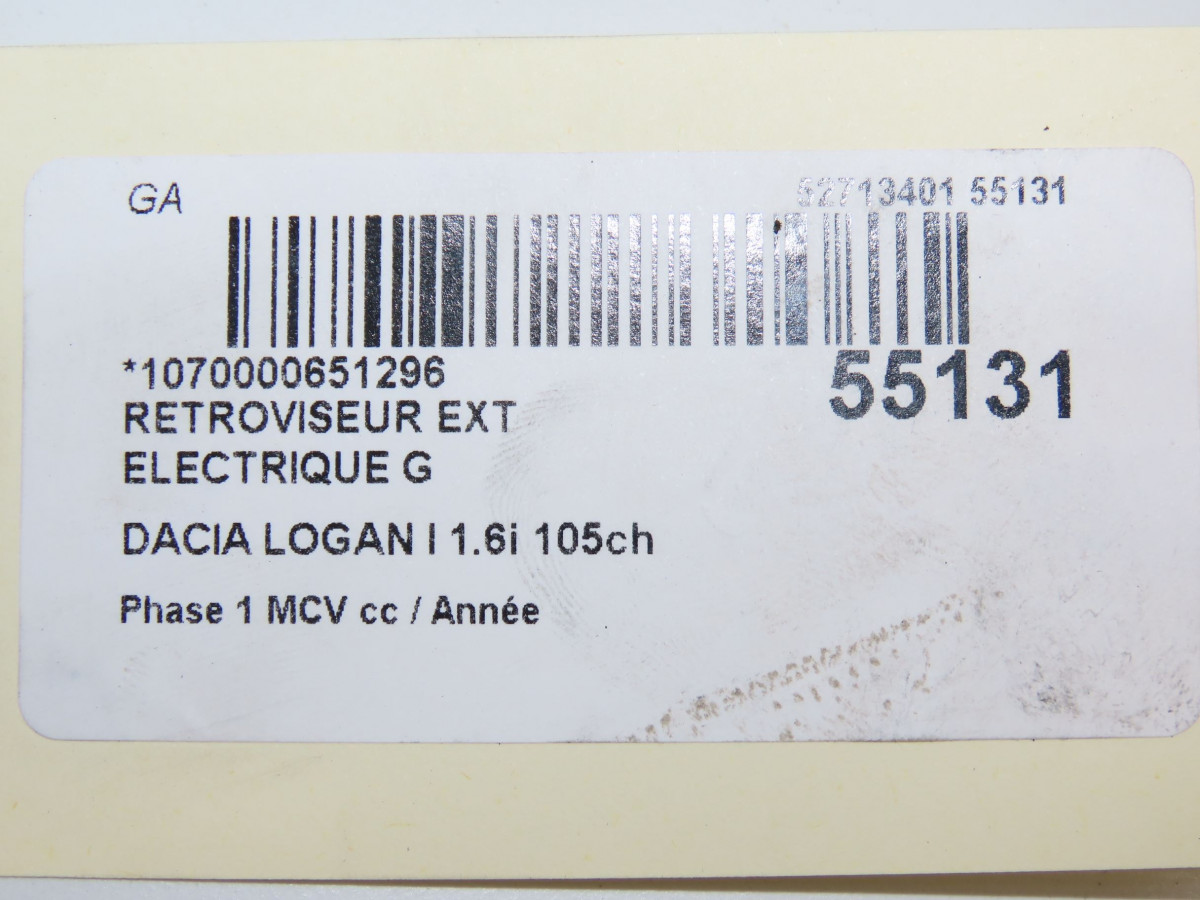 GA
52713401 55131
*1070000651296
55131
RETROVISEUR EXT
ELECTRIQUE G
DACIA LOGAN I 1.6i 105ch
Phase 1 MCV cc / Année